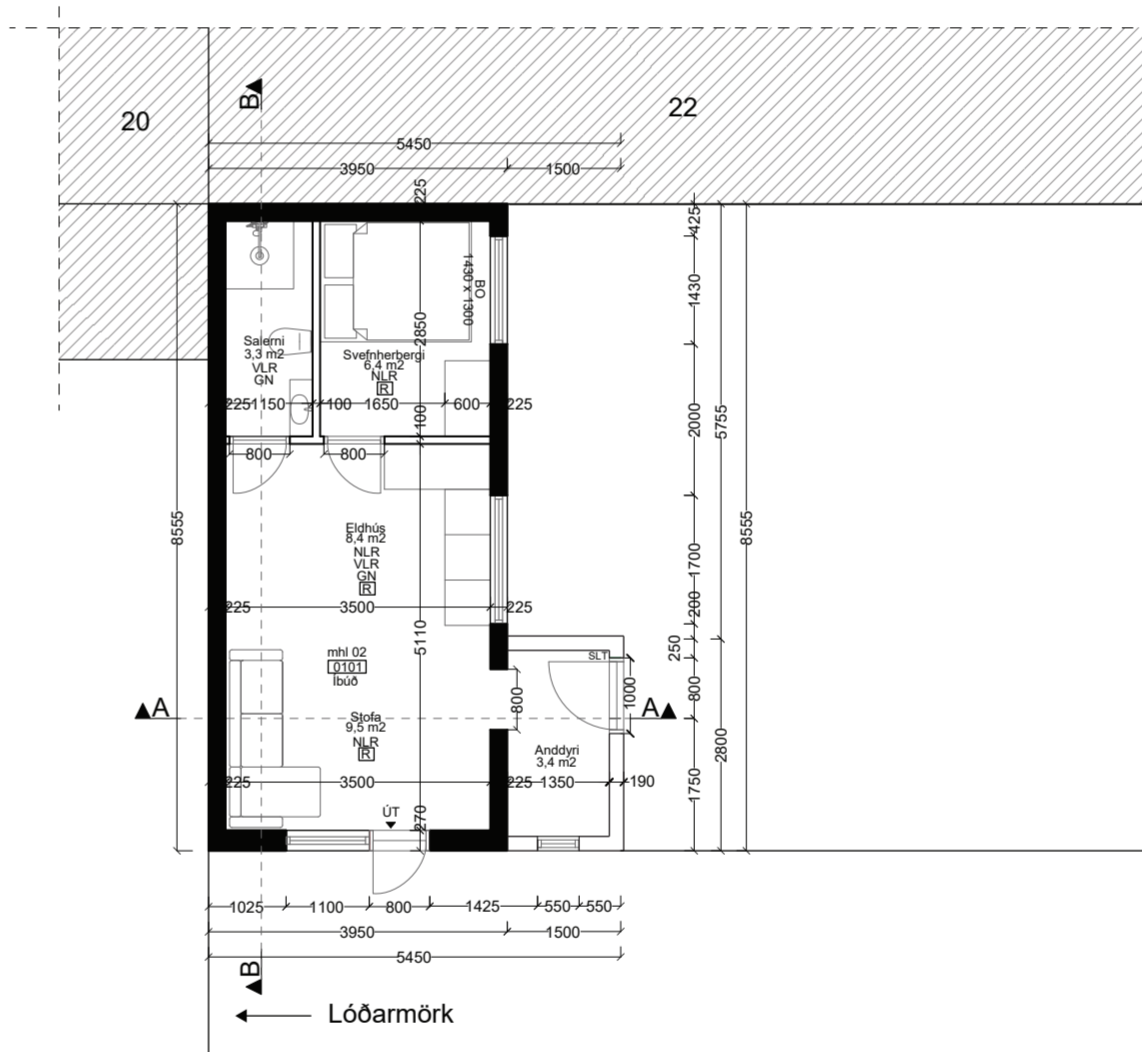 B
20
22
5450
3950
1500
225
425
BO
1430 x 1300
1430
2850
Salerni
3,3 m2
VLR
GN
Svefnherbergi
6,4 m2
NLR
R
225
1150
100
1650
600
225
100
2000
5755
800
800
8555
8555
Eldhús
8,4 m2
NLR
VLR
GN
R
1700
225
3500
225
200
5110
250
mhl 02
0101
Íbúð
SLT
800
1000
800
A
A
Stofa
9,5 m2
NLR
R
2800
Anddyri
3,4 m2
225
3500
225
1350
190
1750
270
ÚT
1025
1100
800
1425
550
550
3950
1500
5450
B
Lóðarmörk